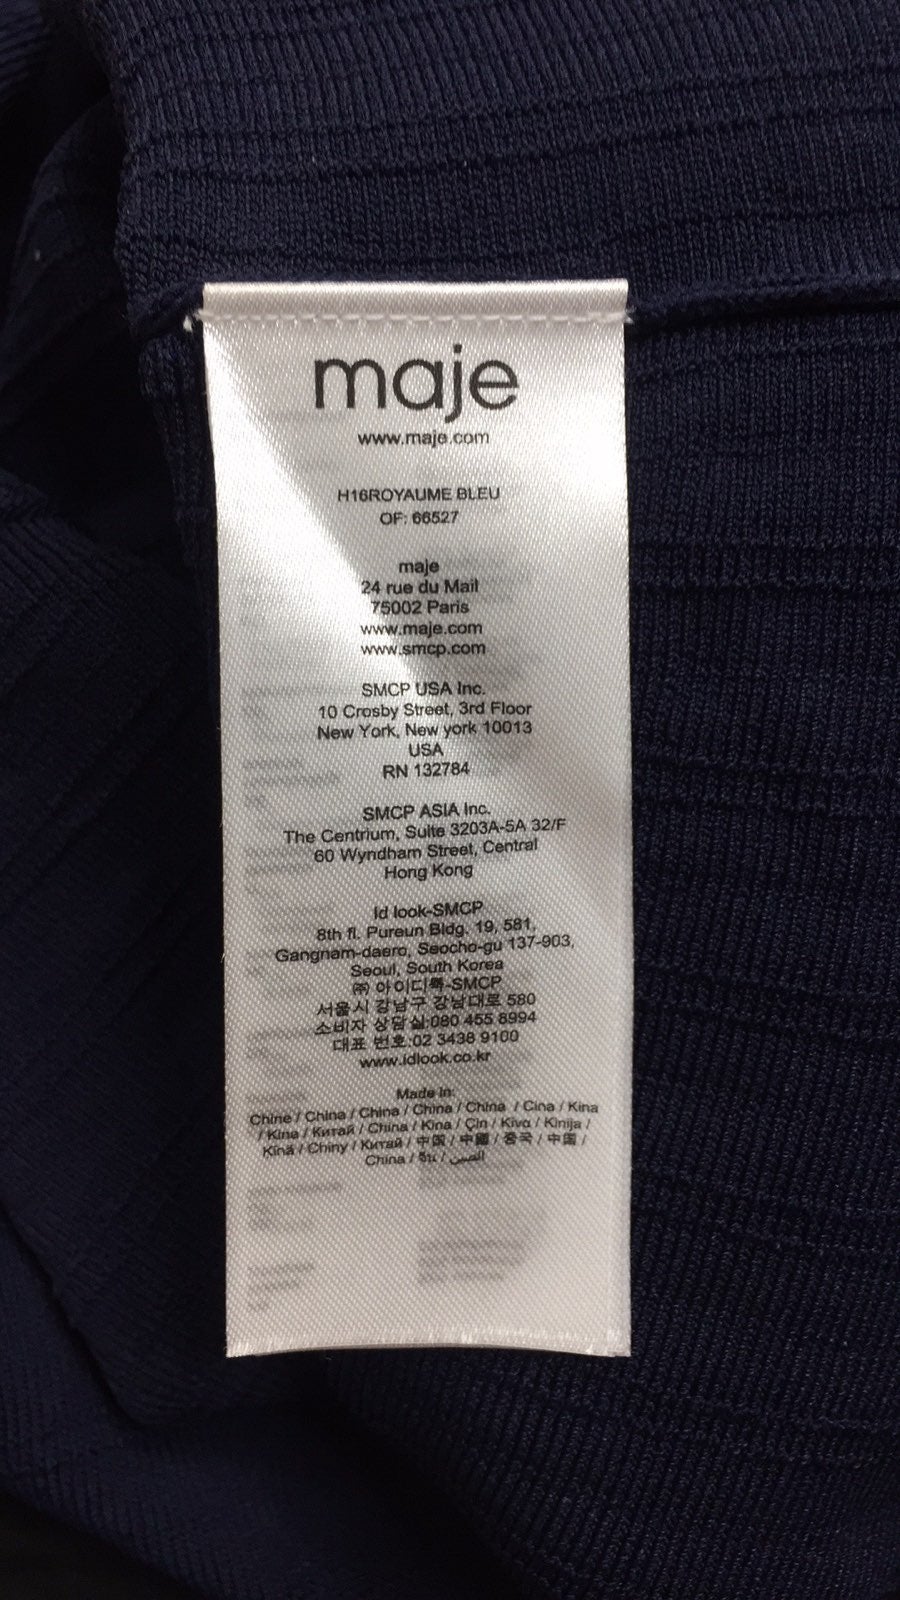 maje
www.maje.com
H16ROYAUME BLEU
OF: 66527
maje
24 rue du Mail
75002 Paris
www.maje.com
www.smcp.com
SMCP USA Inc.
10 Crosby Street, 3rd Floor
New York, New york 10013
USA
RN 132784
SMCP ASIA Inc.
The Centrium, Suite 3203A-5A 32/F
60 Wyndham Street, Central
Hong Kong
Id look-SMCP
8th fl. Pureun Bldg. 19, 581,
Gangnam-daero, Seocho-gu 137-903,
Seoul, South Korea
㈜ 아이디룩-SMCP
서울시 강남구 강남대로 580
소비자 상담실:080 455 8994
대표 번호:02 3438 9100
www.idlook.co.kr
Made in:
Chine / China / China / China / China / Cina / Kina
/ Kina / Китай / China / Kina / Çin / Κίνα / Kinija /
Kīnā / Chiny / Китай / 中国 / 中國 / 중국 / 中国 /
China / จีน / الصين